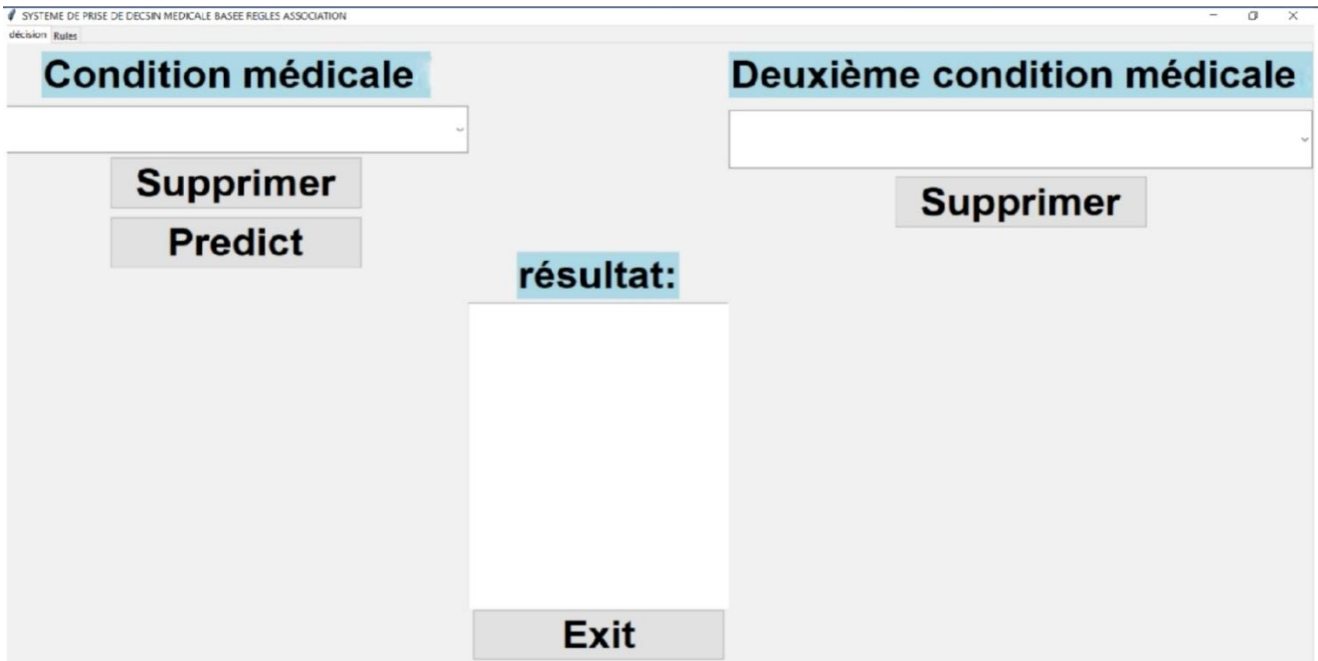 SYSTEME DE PRISE DE DECSIN MEDICALE BASEE REGLES ASSOCIATION
décision Rules
Condition médicale
Deuxième condition médicale
Supprimer
Supprimer
Predict
résultat:
Exit